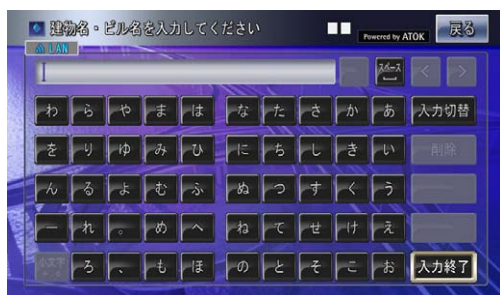 建物名・ビル名を入力してください Powered by ATOK 戻る
LAN
スペース < >
わ ら や ま は な た さ か あ 入力切替
を り ゆ み ひ に ち し き い 削除
ん る よ む ふ ぬ つ す く う
ー れ 。 め へ ね て せ け え
小文字 ろ 、 も ほ の と そ こ お 入力終了